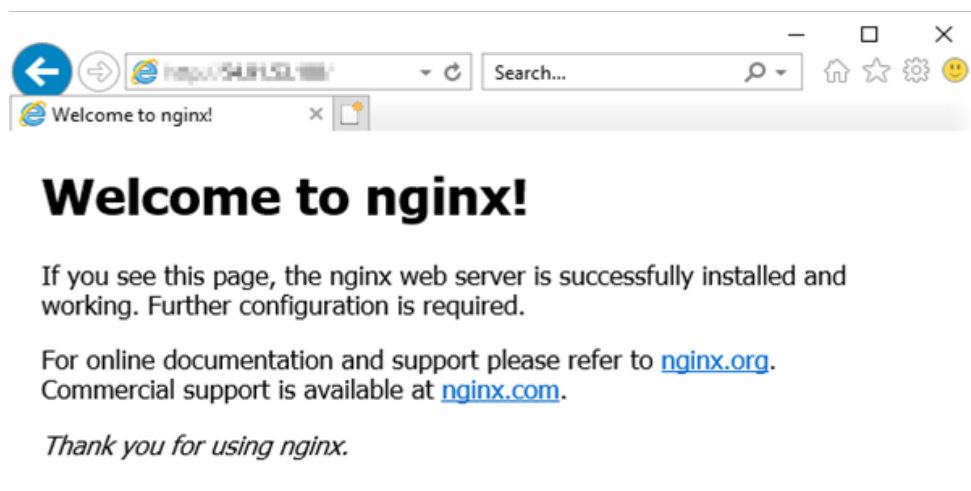 Search...
Welcome to nginx!
Welcome to nginx!
If you see this page, the nginx web server is successfully installed and
working. Further configuration is required.
For online documentation and support please refer to nginx.org.
Commercial support is available at nginx.com.
Thank you for using nginx.